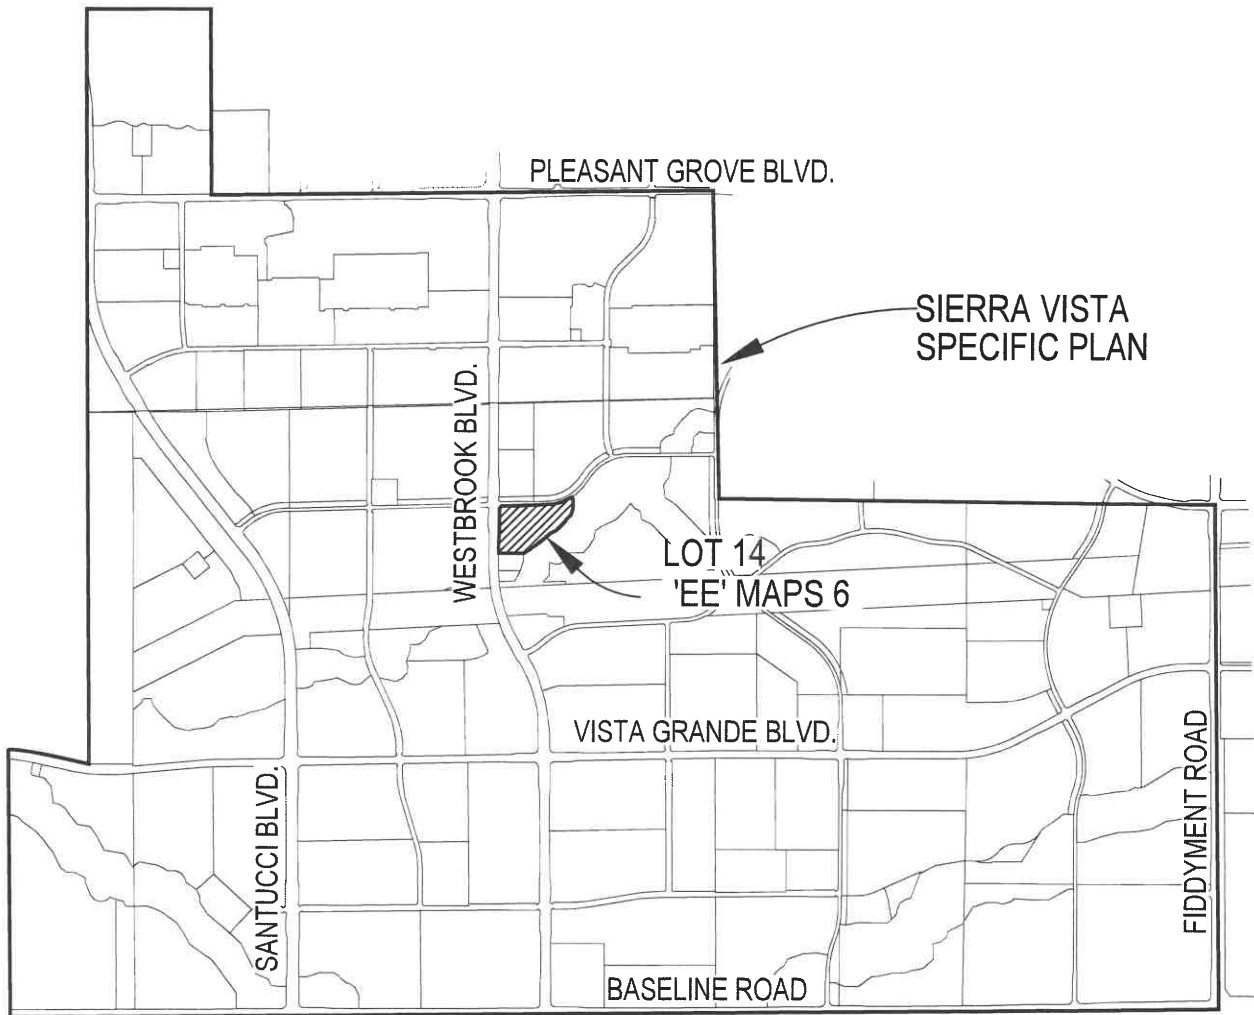 PLEASANT GROVE BLVD.
SIERRA VISTA
SPECIFIC PLAN
WESTBROOK BLVD.
LOT 14
'EE' MAPS 6
VISTA GRANDE BLVD.
SANTUCCI BLVD.
FIDDYMENT ROAD
BASELINE ROAD